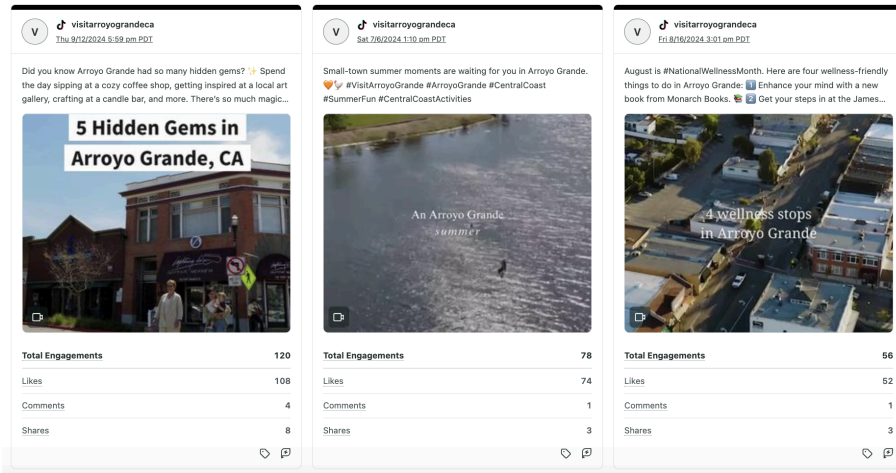 V
visitarroyograndeca
Thu 9/12/2024 5:59 pm PDT
Did you know Arroyo Grande had so many hidden gems? ✨ Spend
the day sipping at a cozy coffee shop, getting inspired at a local art
gallery, crafting at a candle bar, and more. There's so much magic...
5 Hidden Gems in
Arroyo Grande, CA
Total Engagements 120
Likes 108
Comments 4
Shares 8
V
visitarroyograndeca
Sat 7/6/2024 1:10 pm PDT
Small-town summer moments are waiting for you in Arroyo Grande.
🧡🐓 #VisitArroyoGrande #ArroyoGrande #CentralCoast
#SummerFun #CentralCoastActivities
An Arroyo Grande
summer
Total Engagements 78
Likes 74
Comments 1
Shares 3
V
visitarroyograndeca
Fri 8/16/2024 3:01 pm PDT
August is #NationalWellnessMonth. Here are four wellness-friendly
things to do in Arroyo Grande: 1️⃣ Enhance your mind with a new
book from Monarch Books. 📚 2️⃣ Get your steps in at the James...
4 wellness stops
in Arroyo Grande
Total Engagements 56
Likes 52
Comments 1
Shares 3